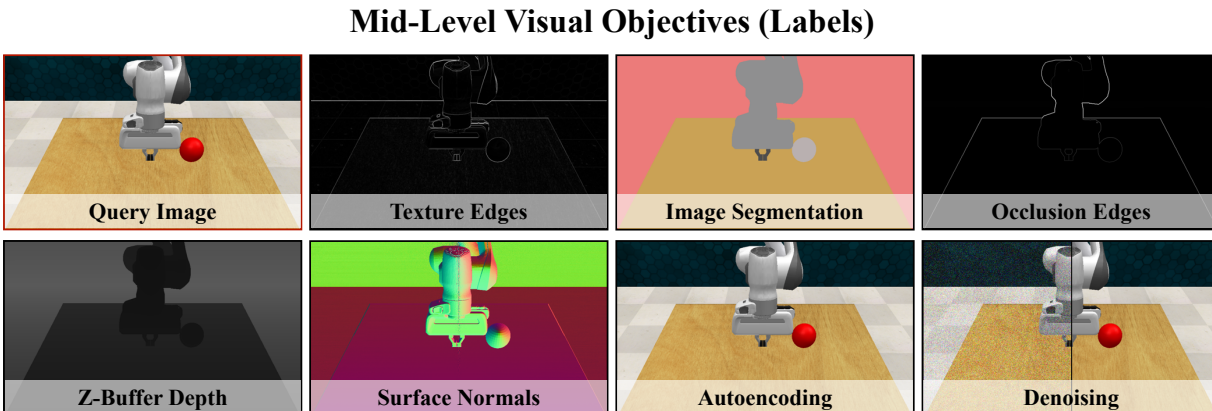 Mid-Level Visual Objectives (Labels)
Query Image
Texture Edges
Image Segmentation
Occlusion Edges
Z-Buffer Depth
Surface Normals
Autoencoding
Denoising